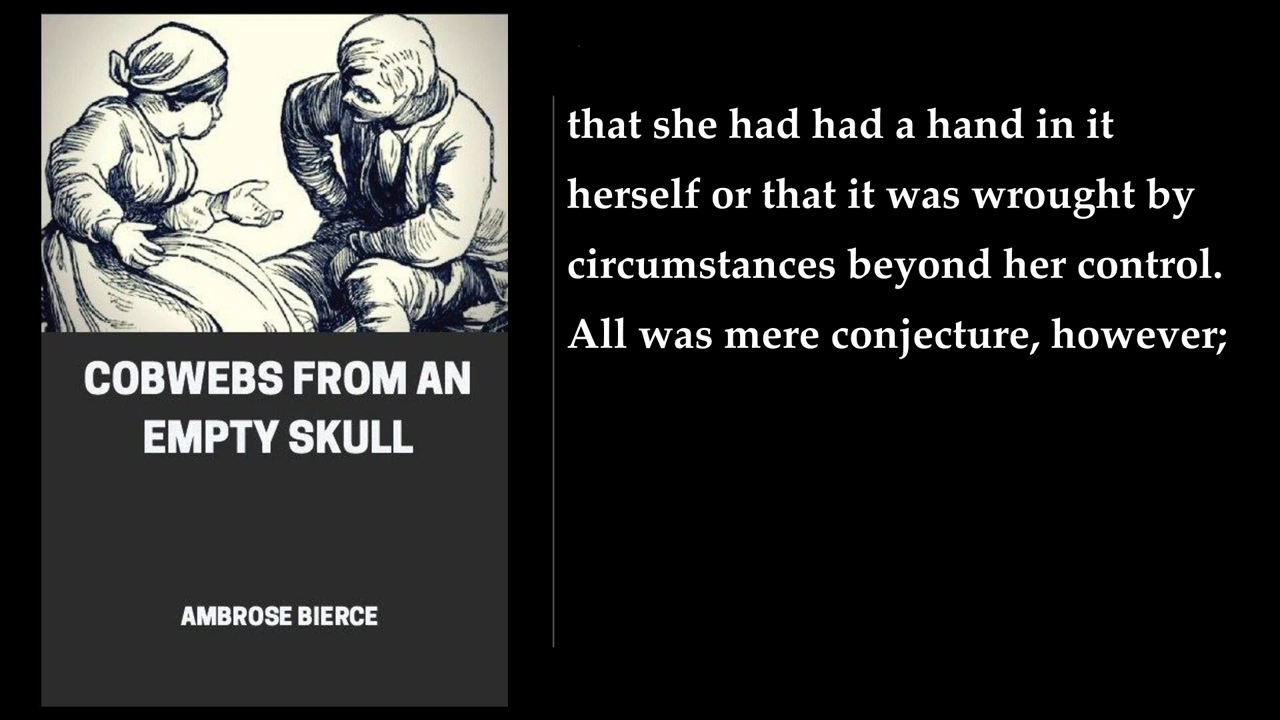 COBWEBS FROM AN
EMPTY SKULL
AMBROSE BIERCE
that she had had a hand in it
herself or that it was wrought by
circumstances beyond her control.
All was mere conjecture, however;